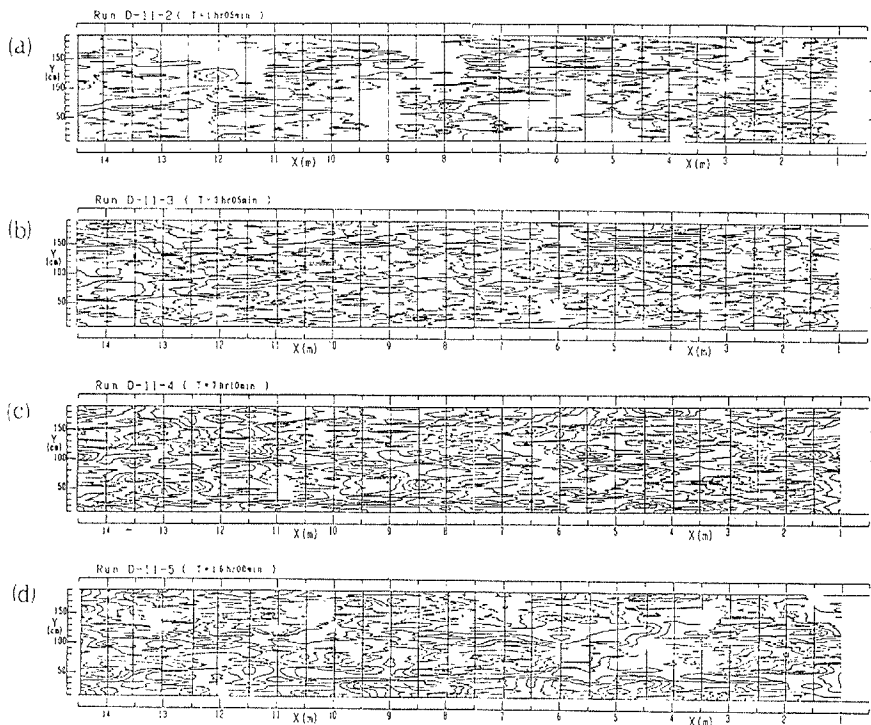 Run D-11-2 ( T=1hr05min )
(a)
150
Y
(cm)
150
50
14 13 12 11 10 9 8 7 6 5 4 3 2 1
X(m)
Run D-11-3 ( T=3hr05min )
(b)
150
Y
(cm)
100
50
14 13 12 11 10 9 8 7 6 5 4 3 2 1
X(m) X(m)
Run D-11-4 ( T=7hr10min )
(c)
150
Y
(cm)
100
50
14 13 12 11 10 9 8 7 6 5 4 3 2 1
X(m) X(m)
Run D-11-5 ( T=16hr00min )
(d)
150
Y
(cm)
100
50
14 13 12 11 10 9 8 7 6 5 4 3 2 1
X(m) X(m)